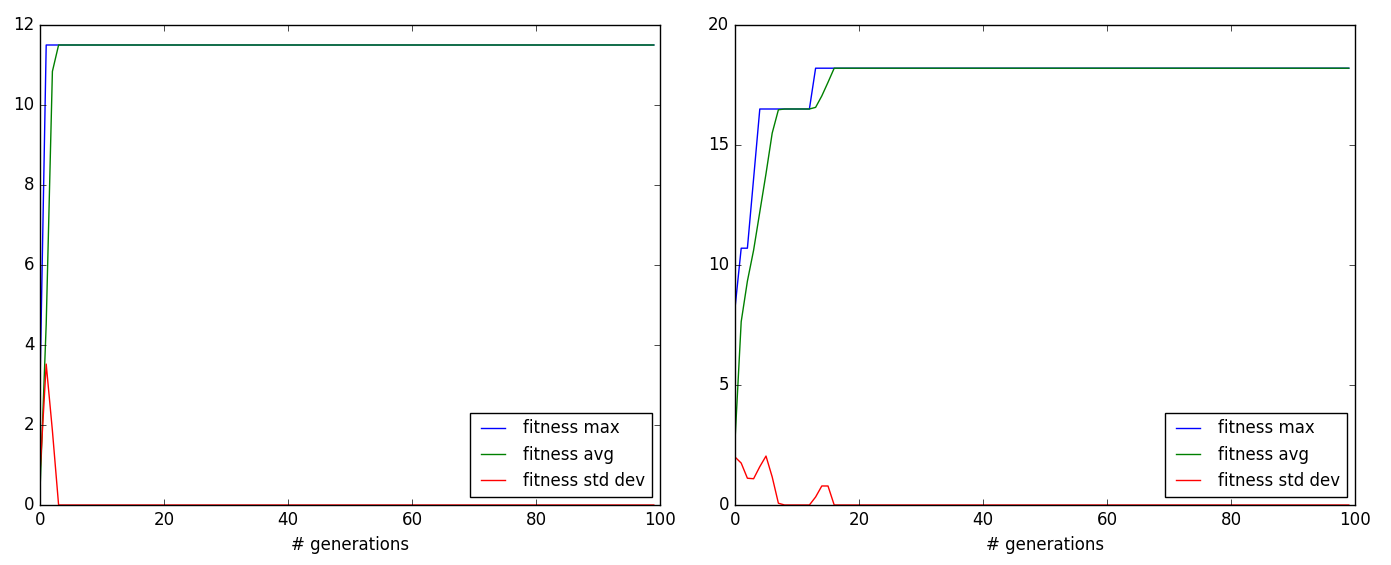 12
10
8
6
4
2
0
0 20 40 60 80 100
# generations
fitness max
fitness avg
fitness std dev
20
15
10
5
0
0 20 40 60 80 100
# generations
fitness max
fitness avg
fitness std dev